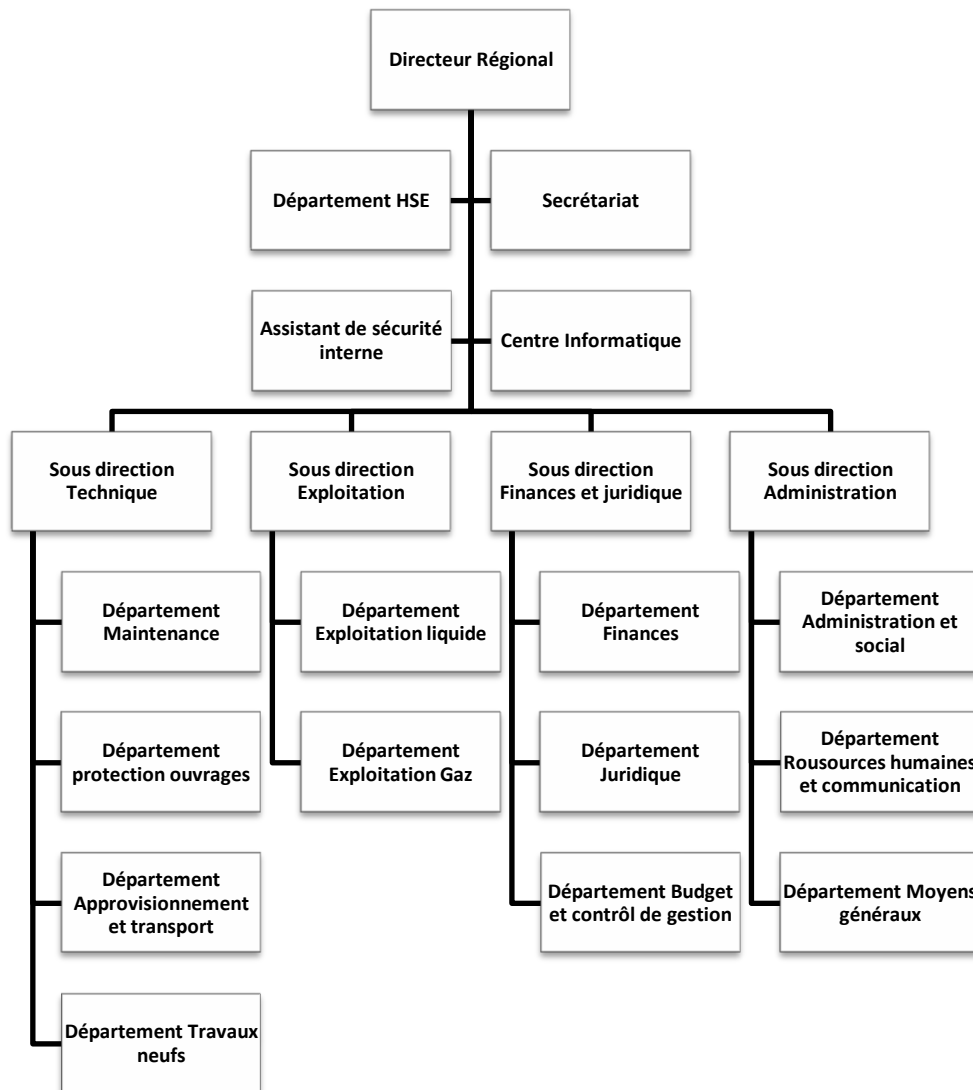 Directeur Régional
Département HSE
Secrétariat
Assistant de sécurité
interne
Centre Informatique
Sous direction
Technique
Sous direction
Exploitation
Sous direction
Finances et juridique
Sous direction
Administration
Département
Maintenance
Département
Exploitation liquide
Département
Finances
Département
Administration et
social
Département
protection ouvrages
Département
Exploitation Gaz
Département
Juridique
Département
Rousources humaines
et communication
Département
Approvisionnement
et transport
Département Budget
et contrôl de gestion
Département Moyens
généraux
Département Travaux
neufs